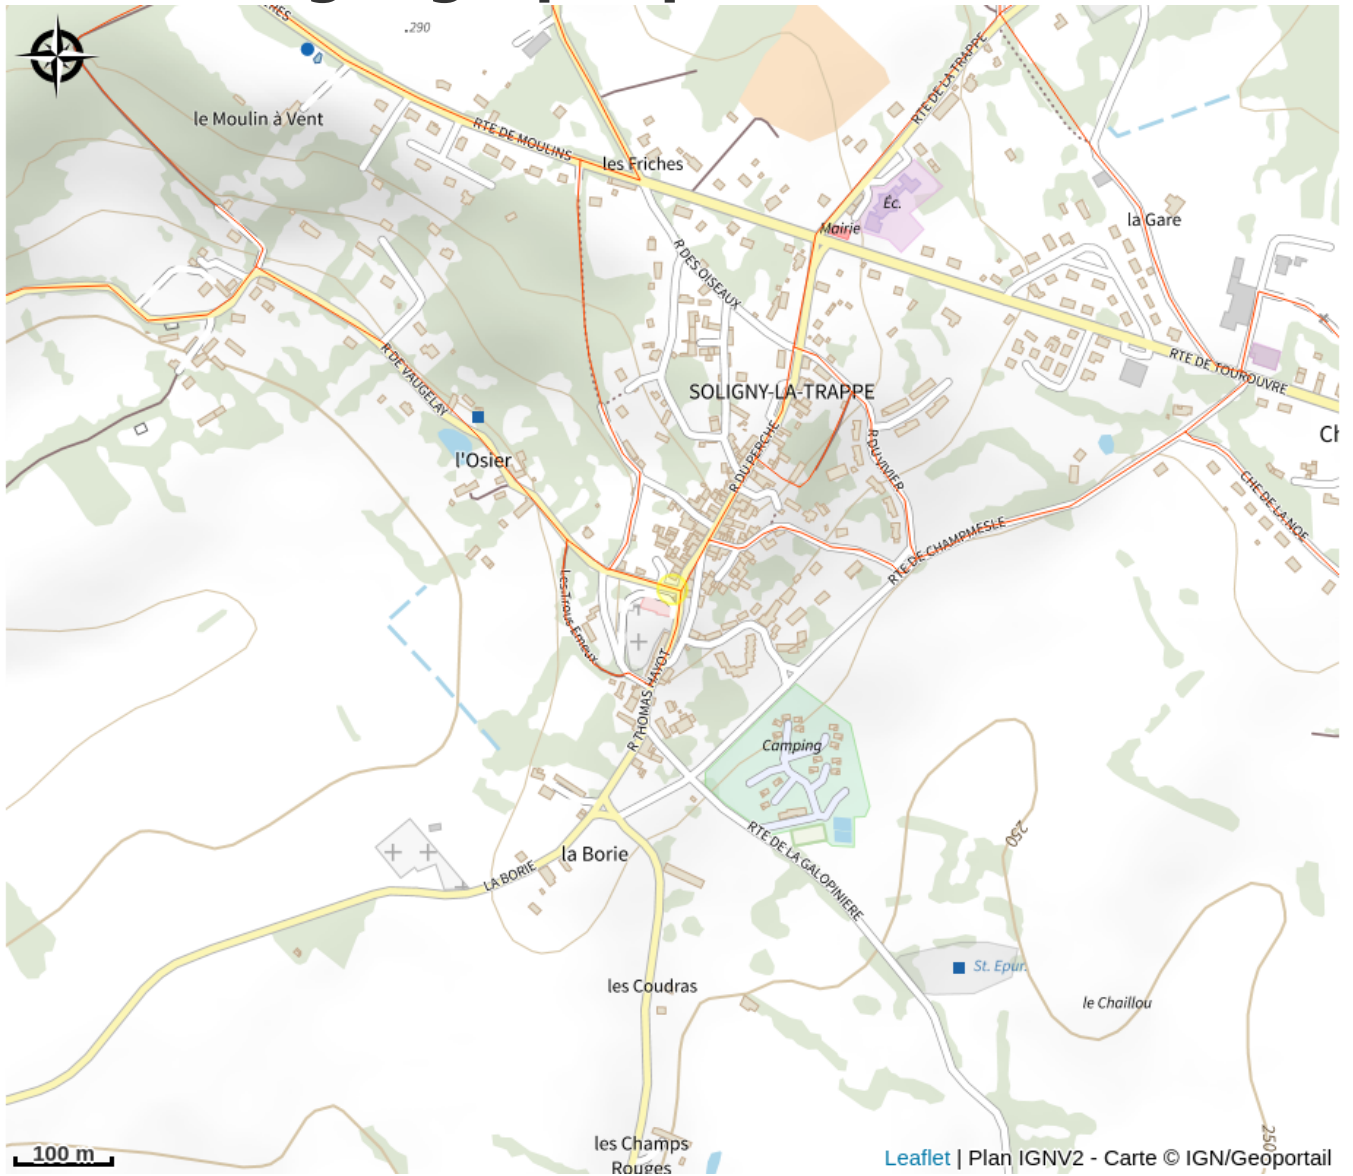 .290
le Moulin à Vent
RTE DE MOULINS
les Friches
RTE DE LA TRAPPE
Éc.
Mairie
la Gare
R DES OISEAUX
R DE VAUGELAY
SOLIGNY-LA-TRAPPE
RTE DE TOUROUVRE
l'Osier
R DU PERCHE
R DU VIVIER
CHE DE LA NOE
RTE DE CHAMPMESLE
Les Trous Emeux
R THOMAS HAYOT
Camping
250
RTE DE LA GALOPINIERE
la Borie
LA BORIE
St. Epur.
les Coudras
le Chaillou
250
les Champs
Rouges
100 m
Leaflet | Plan IGNV2 - Carte © IGN/Geoportail